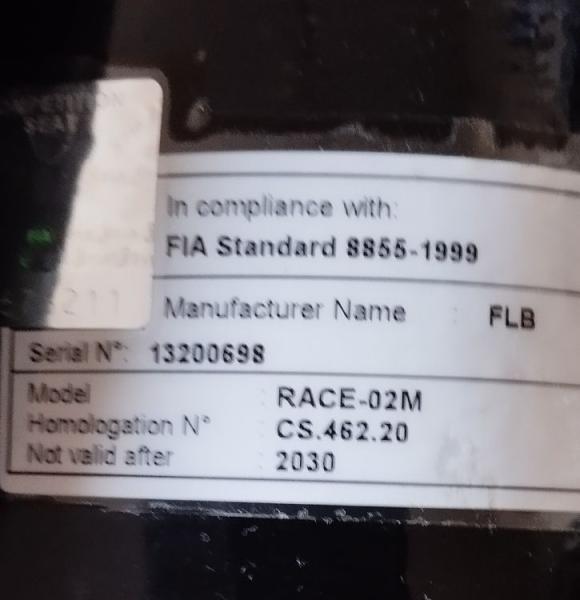 SEAT
In compliance with:
FIA Standard 8855-1999
Manufacturer Name : FLB
Serial N°: 13200698
Model : RACE-02M
Homologation N° : CS.462.20
Not valid after : 2030